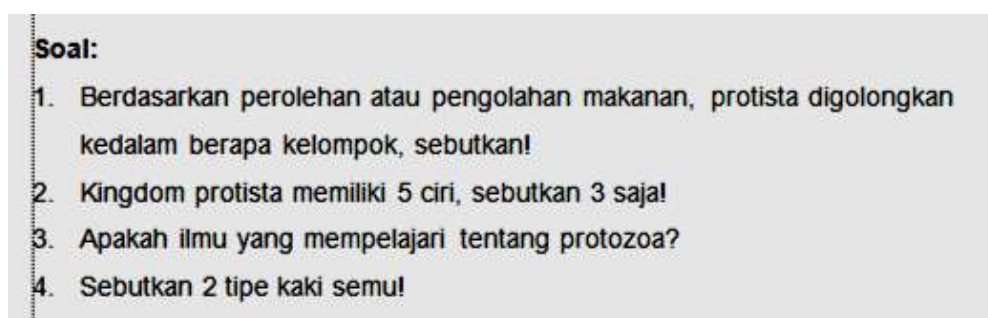 Soal:
1. Berdasarkan perolehan atau pengolahan makanan, protista digolongkan
kedalam berapa kelompok, sebutkan!
2. Kingdom protista memiliki 5 ciri, sebutkan 3 saja!
3. Apakah ilmu yang mempelajari tentang protozoa?
4. Sebutkan 2 tipe kaki semu!